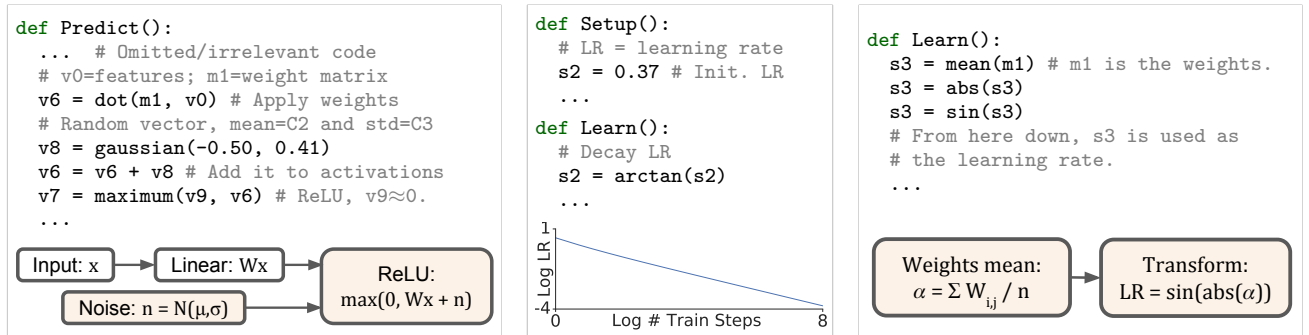 def Predict():
... # Omitted/irrelevant code
# v0=features; m1=weight matrix
v6 = dot(m1, v0) # Apply weights
# Random vector, mean=C2 and std=C3
v8 = gaussian(-0.50, 0.41)
v6 = v6 + v8 # Add it to activations
v7 = maximum(v9, v6) # ReLU, v9≈0.
...
Input: x
Linear: Wx
Noise: n = N(μ,σ)
ReLU:
max(0, Wx + n)
def Setup():
# LR = learning rate
s2 = 0.37 # Init. LR
...
def Learn():
# Decay LR
s2 = arctan(s2)
...
1
Log LR
-4
0
Log # Train Steps
8
def Learn():
s3 = mean(m1) # m1 is the weights.
s3 = abs(s3)
s3 = sin(s3)
# From here down, s3 is used as
# the learning rate.
...
Weights mean:
α = Σ Wi,j / n
Transform:
LR = sin(abs(α))